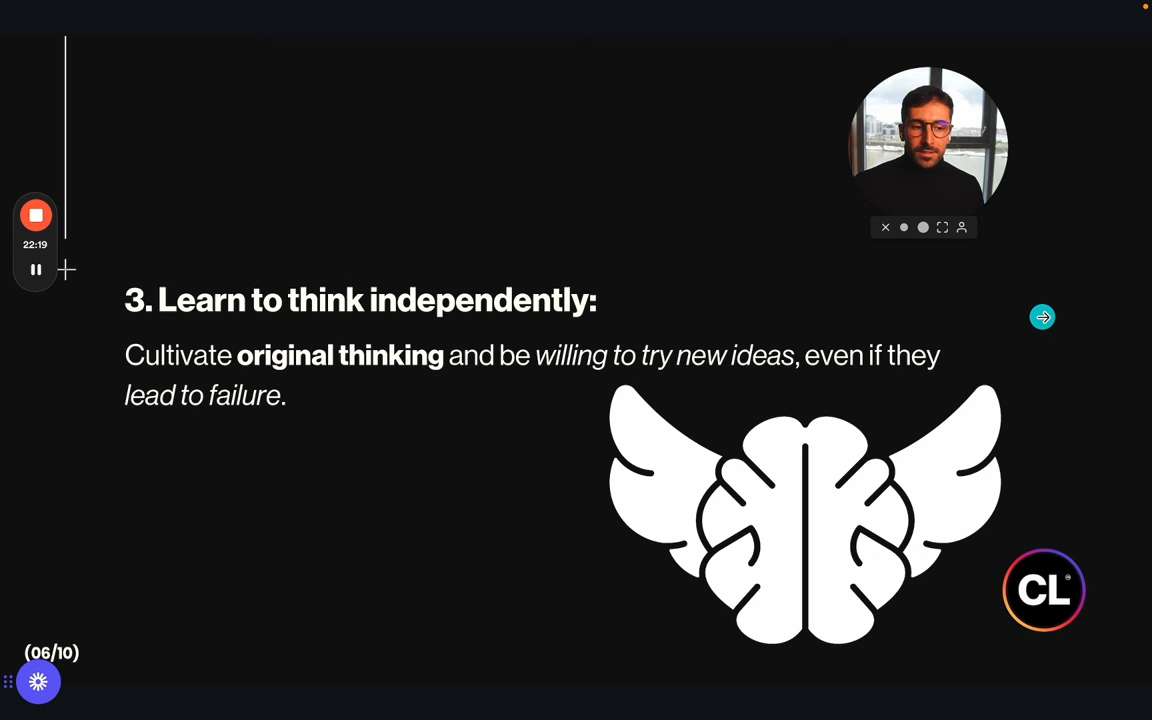 22:19
3. Learn to think independently:
Cultivate original thinking and be willing to try new ideas, even if they
lead to failure.
CL
(06/10)